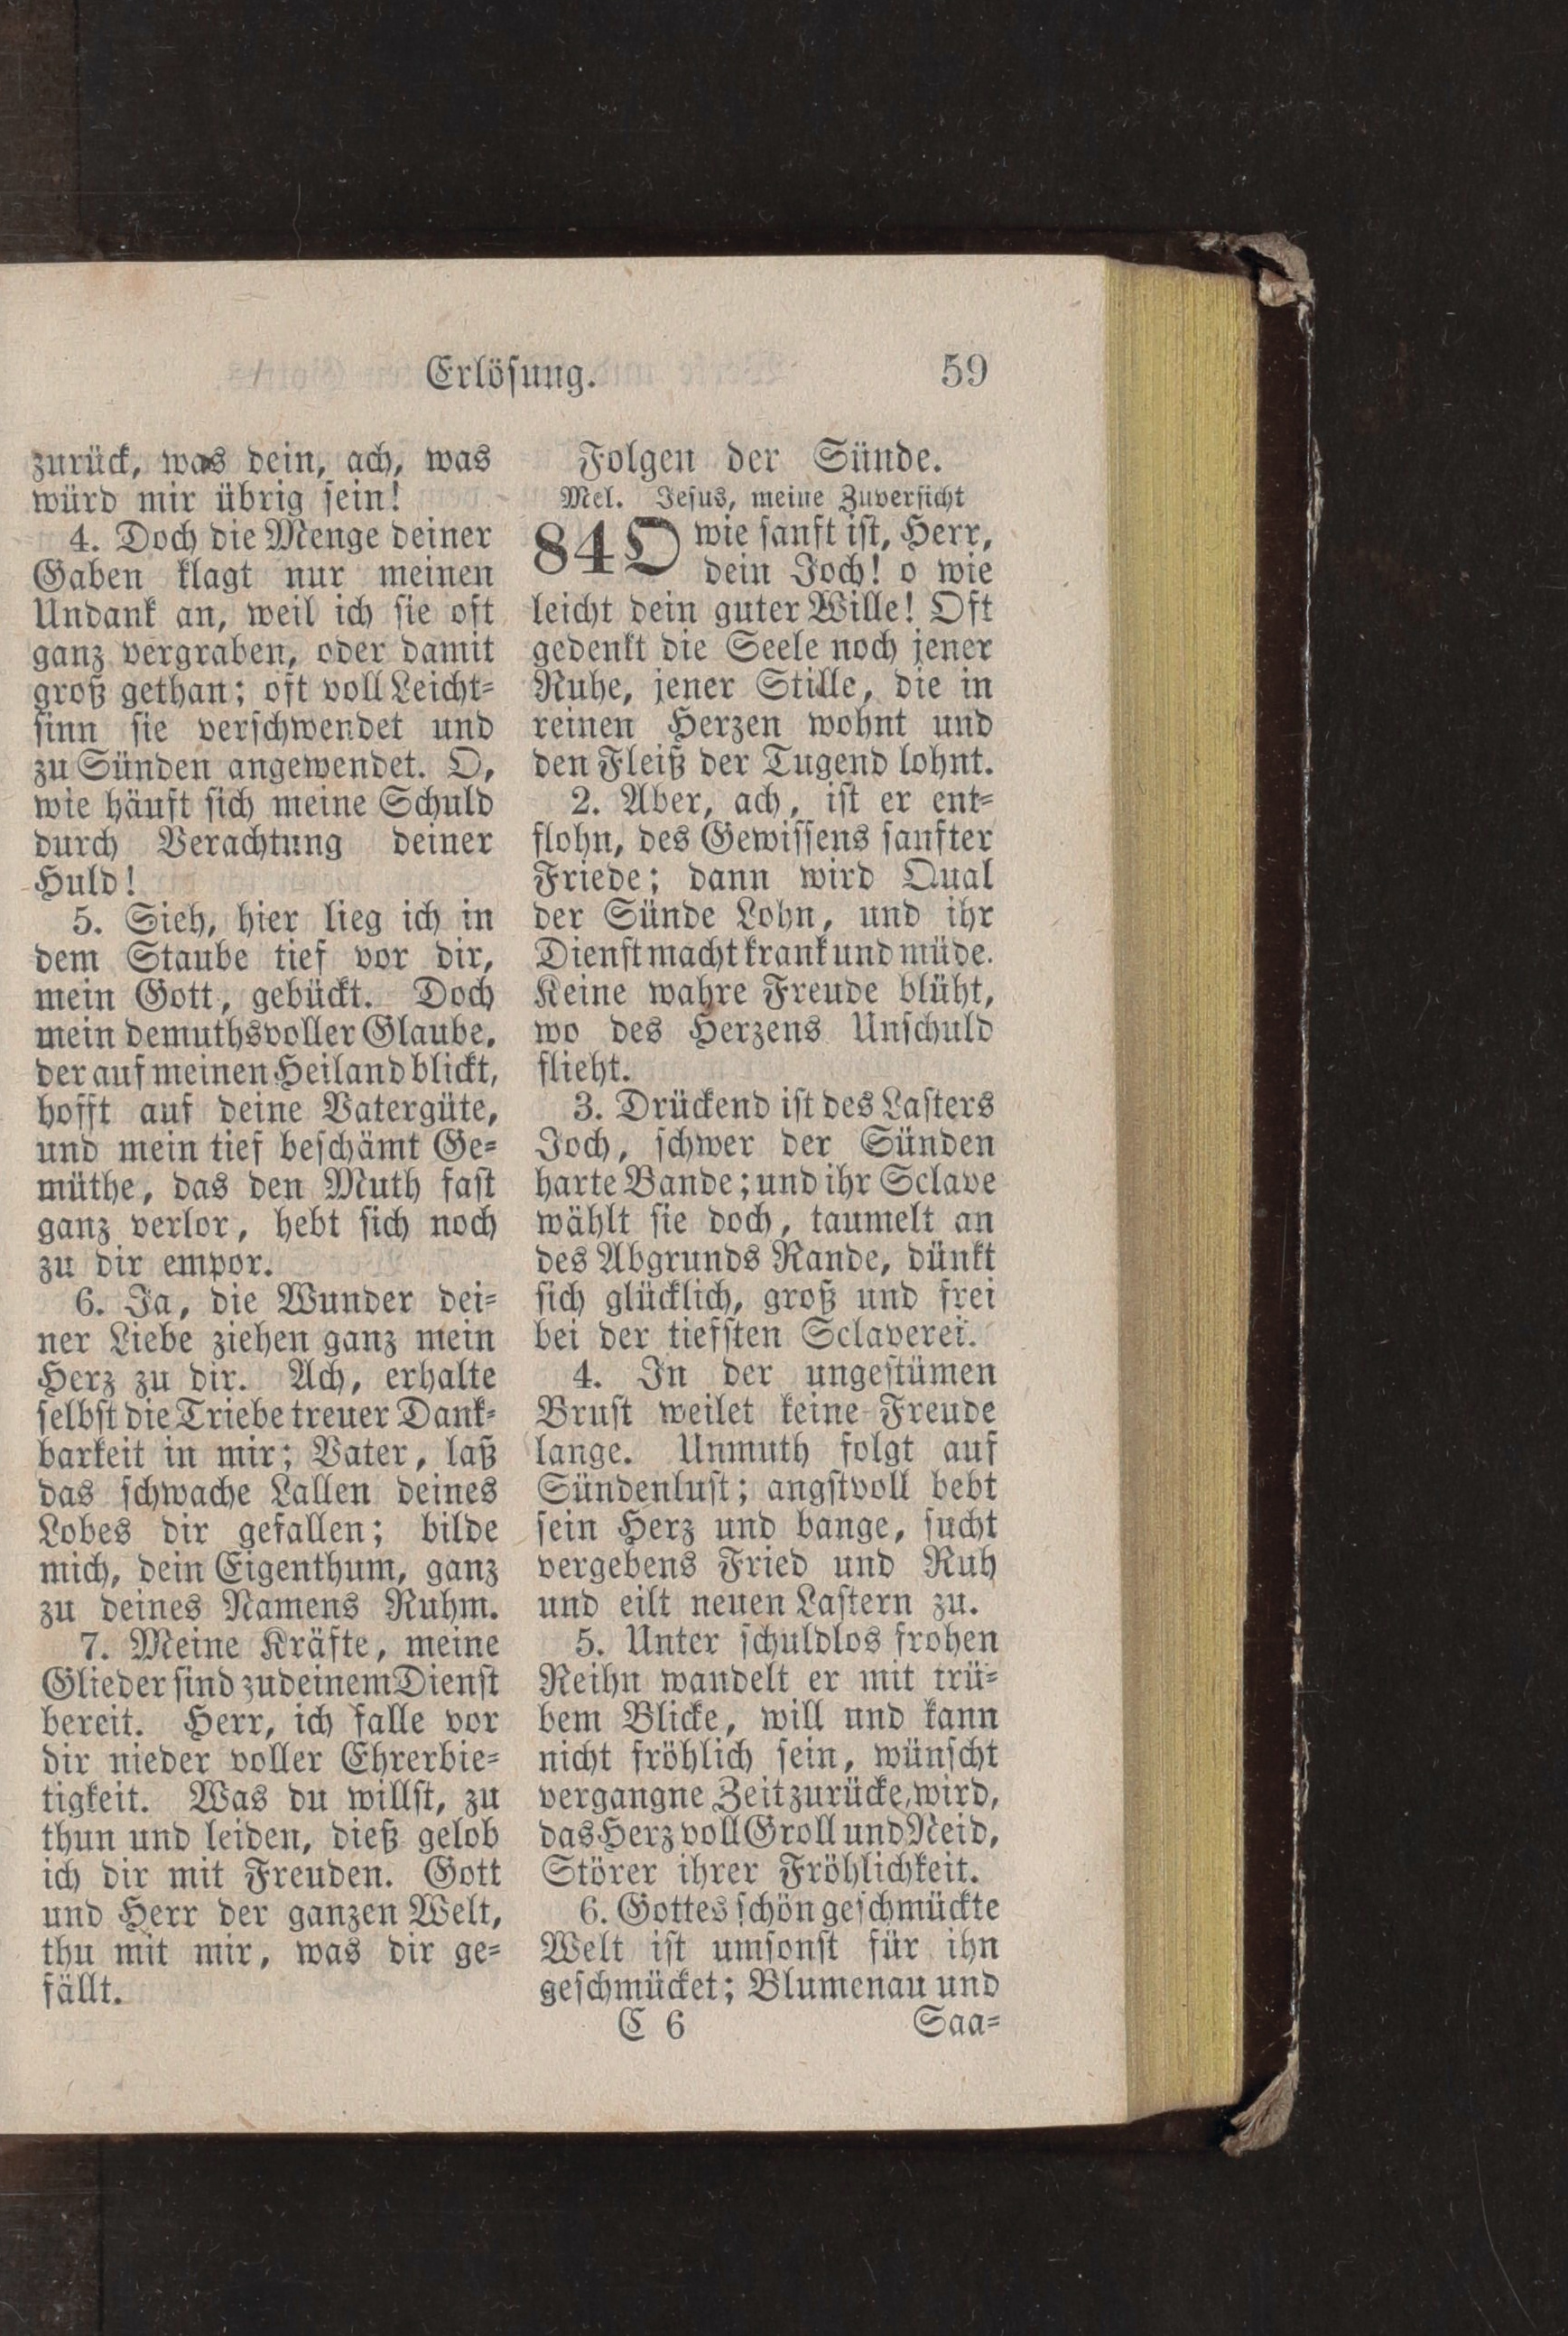 Erlösung. 59
zurück, was dein, ach, was
würd mir übrig sein!
4. Doch die Menge deiner
Gaben klagt nur meinen
Undank an, weil ich sie oft
ganz vergraben, oder damit
groß gethan; oft voll Leicht-
sinn sie verschwendet und
zu Sünden angewendet. O,
wie häuft sich meine Schuld
durch Verachtung deiner
Huld!
5. Sieh, hier lieg ich in
dem Staube tief vor dir,
mein Gott, gebückt. Doch
mein demuthsvoller Glaube,
der auf meinen Heiland blickt,
hofft auf deine Vatergüte,
und mein tief beschämt Ge-
müthe, das den Muth fast
ganz verlor, hebt sich noch
zu dir empor.
6. Ja, die Wunder dei-
ner Liebe ziehen ganz mein
Herz zu dir. Ach, erhalte
selbst die Triebe treuer Dank-
barkeit in mir; Vater, laß
das schwache Lallen deines
Lobes dir gefallen; bilde
mich, dein Eigenthum, ganz
zu deines Namens Ruhm.
7. Meine Kräfte, meine
Glieder sind zu deinem Dienst
bereit. Herr, ich falle vor
dir nieder voller Ehrerbie-
tigkeit. Was du willst, zu
thun und leiden, dieß gelob
ich dir mit Freuden. Gott
und Herr der ganzen Welt,
thu mit mir, was dir ge-
fällt.
Folgen der Sünde.
Mel. Jesus, meine Zuversicht
84 O wie sanft ist, Herr,
dein Joch! o wie
leicht dein guter Wille! Oft
gedenkt die Seele noch jener
Ruhe, jener Stille, die in
reinen Herzen wohnt und
den Fleiß der Tugend lohnt.
2. Aber, ach, ist er ent-
flohn, des Gewissens sanfter
Friede; dann wird Qual
der Sünde Lohn, und ihr
Dienst macht krank und müde.
Keine wahre Freude blüht,
wo des Herzens Unschuld
flieht.
3. Drückend ist des Lasters
Joch, schwer der Sünden
harte Bande; und ihr Sclave
wählt sie doch, taumelt an
des Abgrunds Rande, dünkt
sich glücklich, groß und frei
bei der tiefsten Sclaverei.
4. In der ungestümen
Brust weilet keine Freude
lange. Unmuth folgt auf
Sündenlust; angstvoll bebt
sein Herz und bange, sucht
vergebens Fried und Ruh
und eilt neuen Lastern zu.
5. Unter schuldlos frohen
Reihn wandelt er mit trü-
bem Blicke, will und kann
nicht fröhlich sein, wünscht
vergangne Zeit zurücke, wird,
das Herz voll Groll und Neid,
Störer ihrer Fröhlichkeit.
6. Gottes schön geschmückte
Welt ist umsonst für ihn
geschmücket; Blumenau und
C 6 Saa-